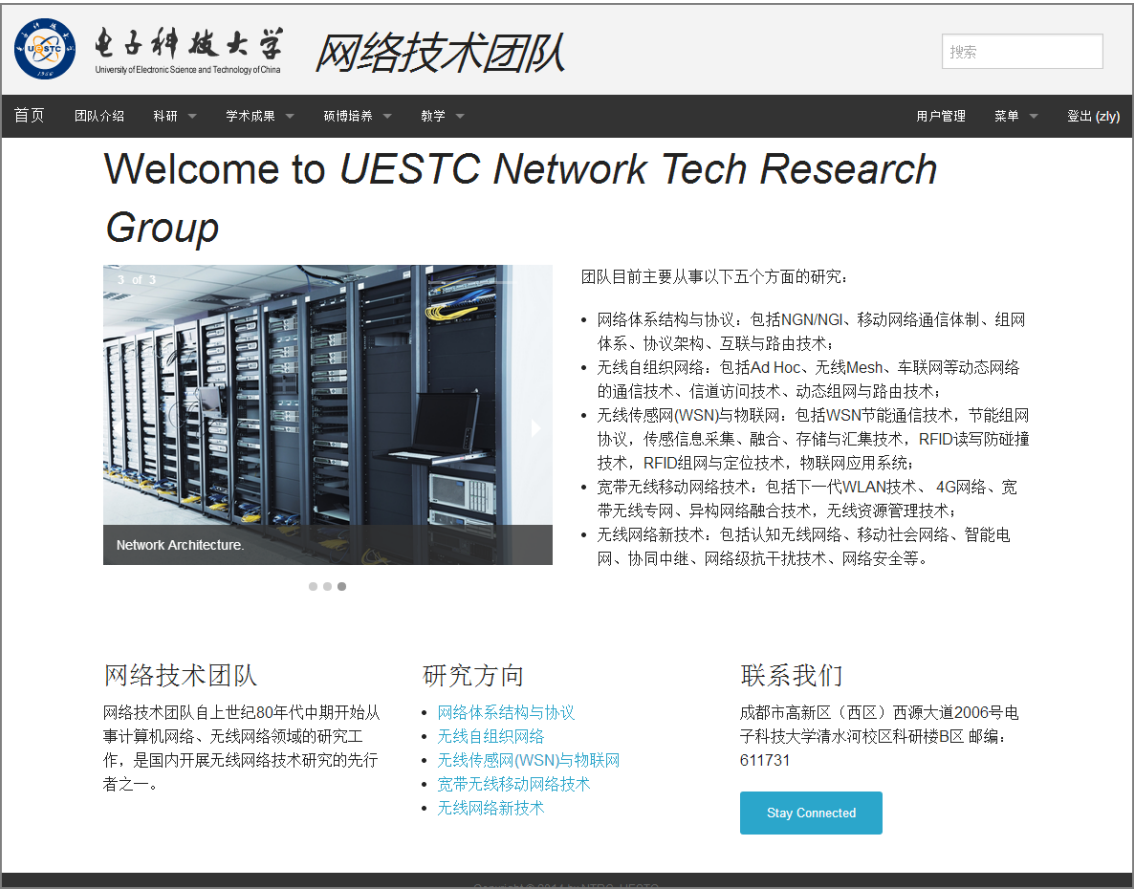 UESTC
1956
电子科技大学
University of Electronic Science and Technology of China
网络技术团队
搜索
首页 团队介绍 科研 学术成果 硕博培养 教学 用户管理 菜单 登出 (zly)
Welcome to UESTC Network Tech Research
Group
3 of 3
Network Architecture.
团队目前主要从事以下五个方面的研究：
• 网络体系结构与协议：包括NGN/NGI、移动网络通信体制、组网
体系、协议架构、互联与路由技术；
• 无线自组织网络：包括Ad Hoc、无线Mesh、车联网等动态网络
的通信技术、信道访问技术、动态组网与路由技术；
• 无线传感网(WSN)与物联网：包括WSN节能通信技术，节能组网
协议，传感信息采集、融合、存储与汇集技术，RFID读写防碰撞
技术，RFID组网与定位技术，物联网应用系统；
• 宽带无线移动网络技术：包括下一代WLAN技术、 4G网络、宽
带无线专网、异构网络融合技术，无线资源管理技术；
• 无线网络新技术：包括认知无线网络、移动社会网络、智能电
网、协同中继、网络级抗干扰技术、网络安全等。
网络技术团队
网络技术团队自上世纪80年代中期开始从
事计算机网络、无线网络领域的研究工
作，是国内开展无线网络技术研究的先行
者之一。
研究方向
• 网络体系结构与协议
• 无线自组织网络
• 无线传感网(WSN)与物联网
• 宽带无线移动网络技术
• 无线网络新技术
联系我们
成都市高新区（西区）西源大道2006号电
子科技大学清水河校区科研楼B区 邮编：
611731
Stay Connected
Copyright © 2014 by NTRG, UESTC